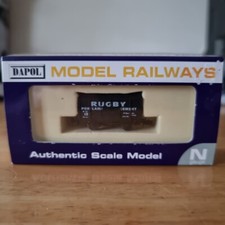 DAPOL MODEL RAILWAYS
RUGBY
Authentic Scale Model N